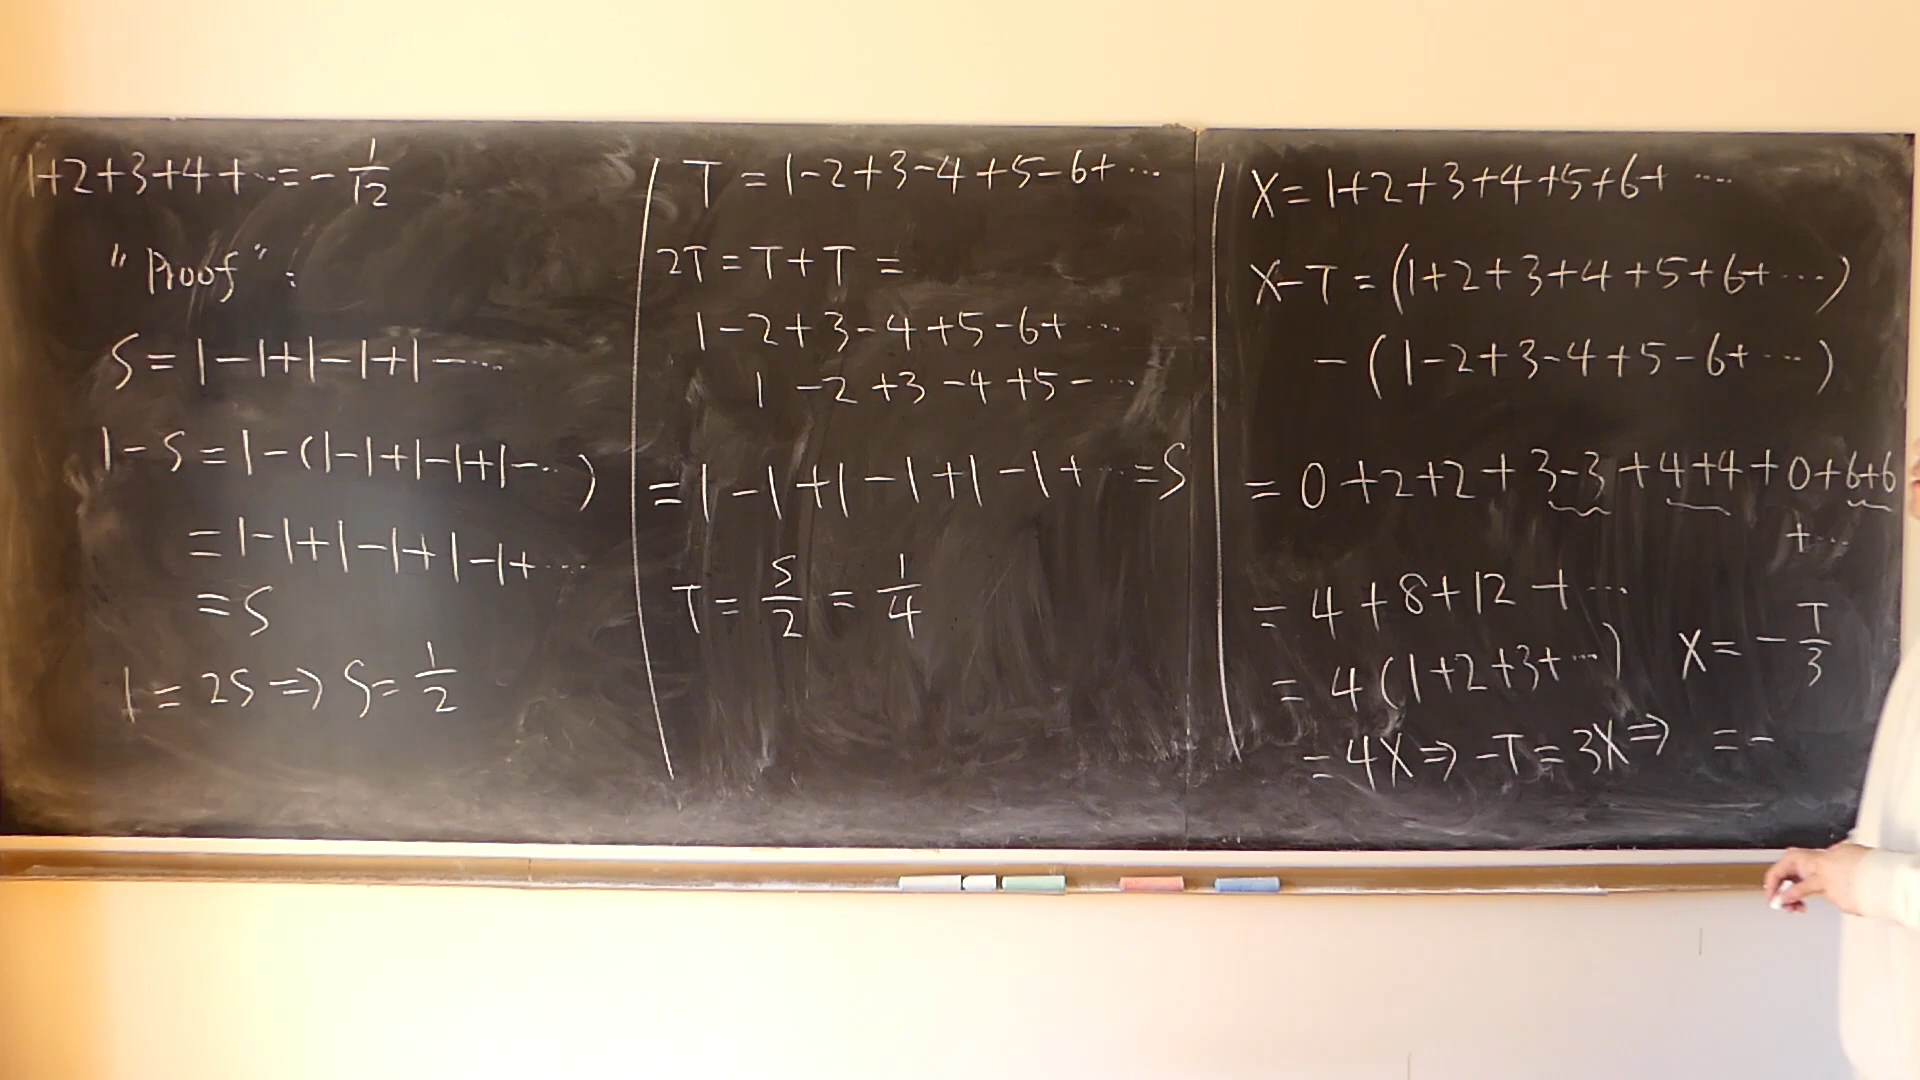 1+2+3+4+...=-1/12
"Proof":
S=1-1+1-1+1-...
1-S=1-(1-1+1-1+1-...)
=1-1+1-1+1-1+...
=S
1=2S⇒S=1/2
T=1-2+3-4+5-6+...
2T=T+T=
1-2+3-4+5-6+...
1-2+3-4+5-...
=1-1+1-1+1-1+...=S
T=S/2=1/4
X=1+2+3+4+5+6+...
X-T=(1+2+3+4+5+6+...)
-(1-2+3-4+5-6+...)
=0+2+2+3-3+4+4+0+6+6
+...
=4+8+12+...
=4(1+2+3+...)
=4X⇒-T=3X⇒
X=-T/3
=-